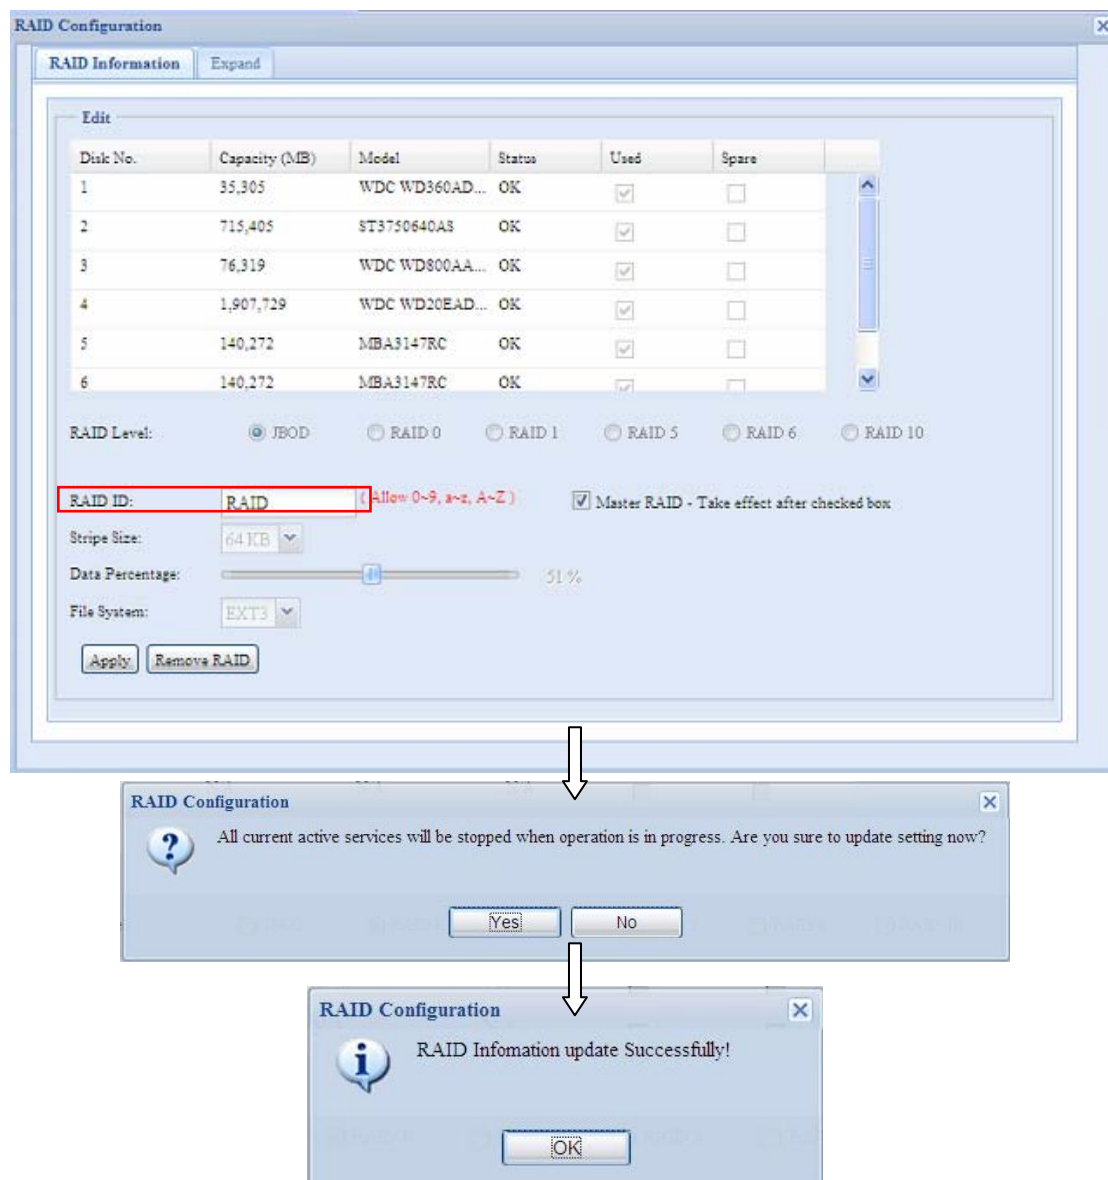 RAID Configuration
RAID Information Expand
Edit
Disk No. Capacity (MB) Model Status Used Spare
1 35,305 WDC WD360AD... OK
2 715,405 ST3750640AS OK
3 76,319 WDC WD800AA... OK
4 1,907,729 WDC WD20EAD... OK
5 140,272 MBA3147RC OK
6 140,272 MBA3147RC OK
RAID Level: JBOD RAID 0 RAID 1 RAID 5 RAID 6 RAID 10
RAID ID: RAID ( Allow 0~9, a~z, A~Z ) Master RAID - Take effect after checked box
Stripe Size: 64 KB
Data Percentage: 51 %
File System: EXT3
Apply Remove RAID
RAID Configuration
All current active services will be stopped when operation is in progress. Are you sure to update setting now?
Yes No
RAID Configuration
RAID Infomation update Successfully!
OK